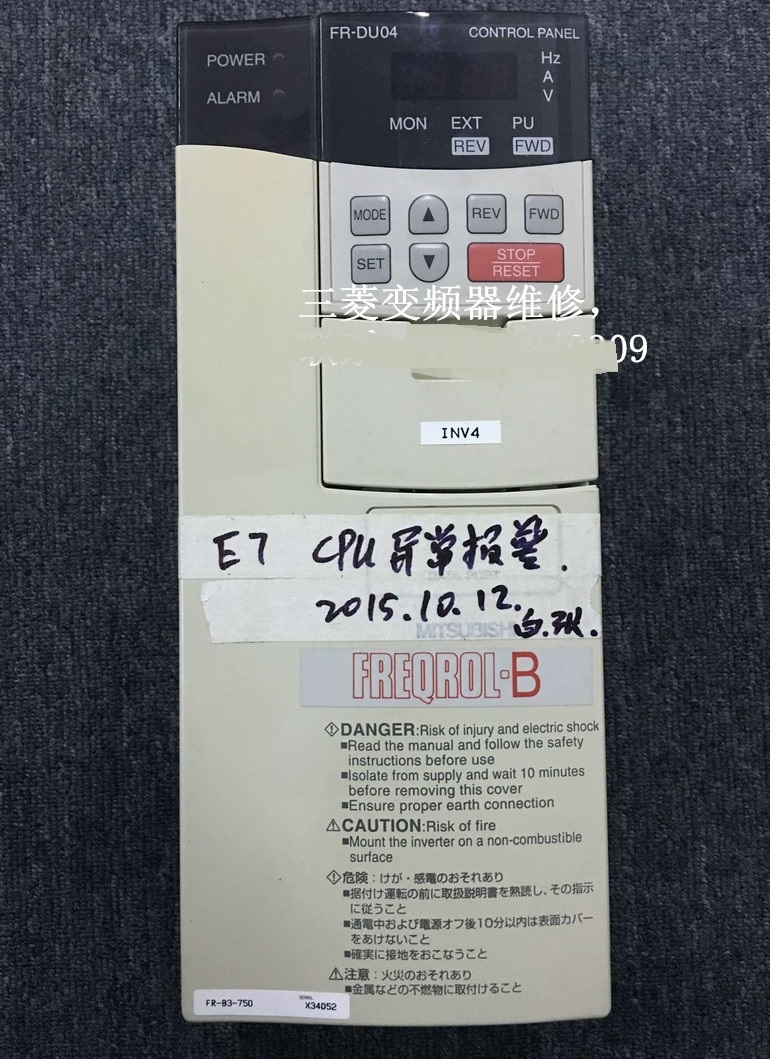 FR-DU04 CONTROL PANEL
POWER
ALARM
Hz
A
V
MON EXT PU
REV FWD
MODE ▲ REV FWD
SET ▼ STOP RESET
三菱变频器维修，
309
INV4
E7 CPU 异常报警.
DATA PORT
2015.10.12.
MITSUBISHI
FREQROL-B
DANGER:Risk of injury and electric shock
■Read the manual and follow the safety
instructions before use
■Isolate from supply and wait 10 minutes
before removing this cover
■Ensure proper earth connection
CAUTION:Risk of fire
■Mount the inverter on a non-combustible
surface
危険：けが・感電のおそれあり
■据付け運転の前に取扱説明書を熟読し、その指示
に従うこと
■通電中および電源オフ後10分以内は表面カバー
をあけないこと
■確実に接地をおこなうこと
注意：火災のおそれあり
■金属などの不燃物に取付けること
FR-B3-750 SERIAL X34D52